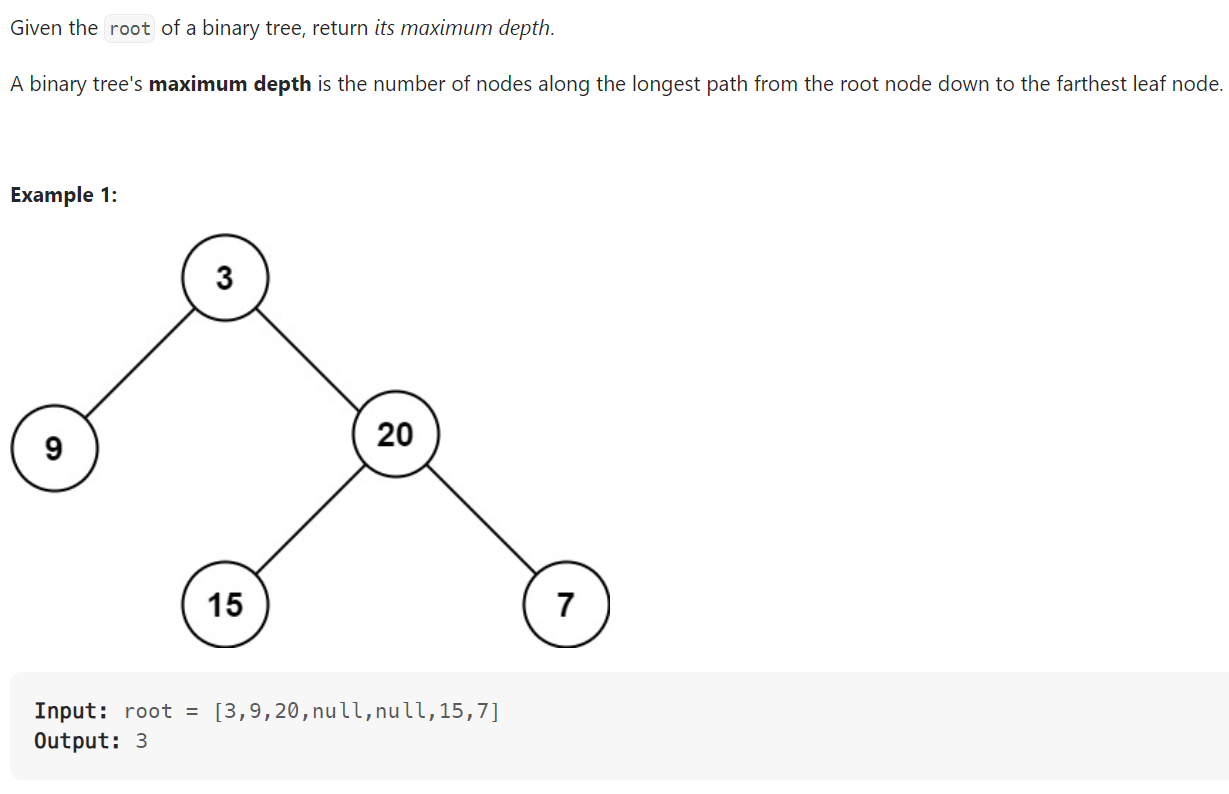 Given the root of a binary tree, return its maximum depth.
A binary tree's maximum depth is the number of nodes along the longest path from the root node down to the farthest leaf node.
Example 1:
3
9
20
15
7
Input: root = [3,9,20,null,null,15,7]
Output: 3